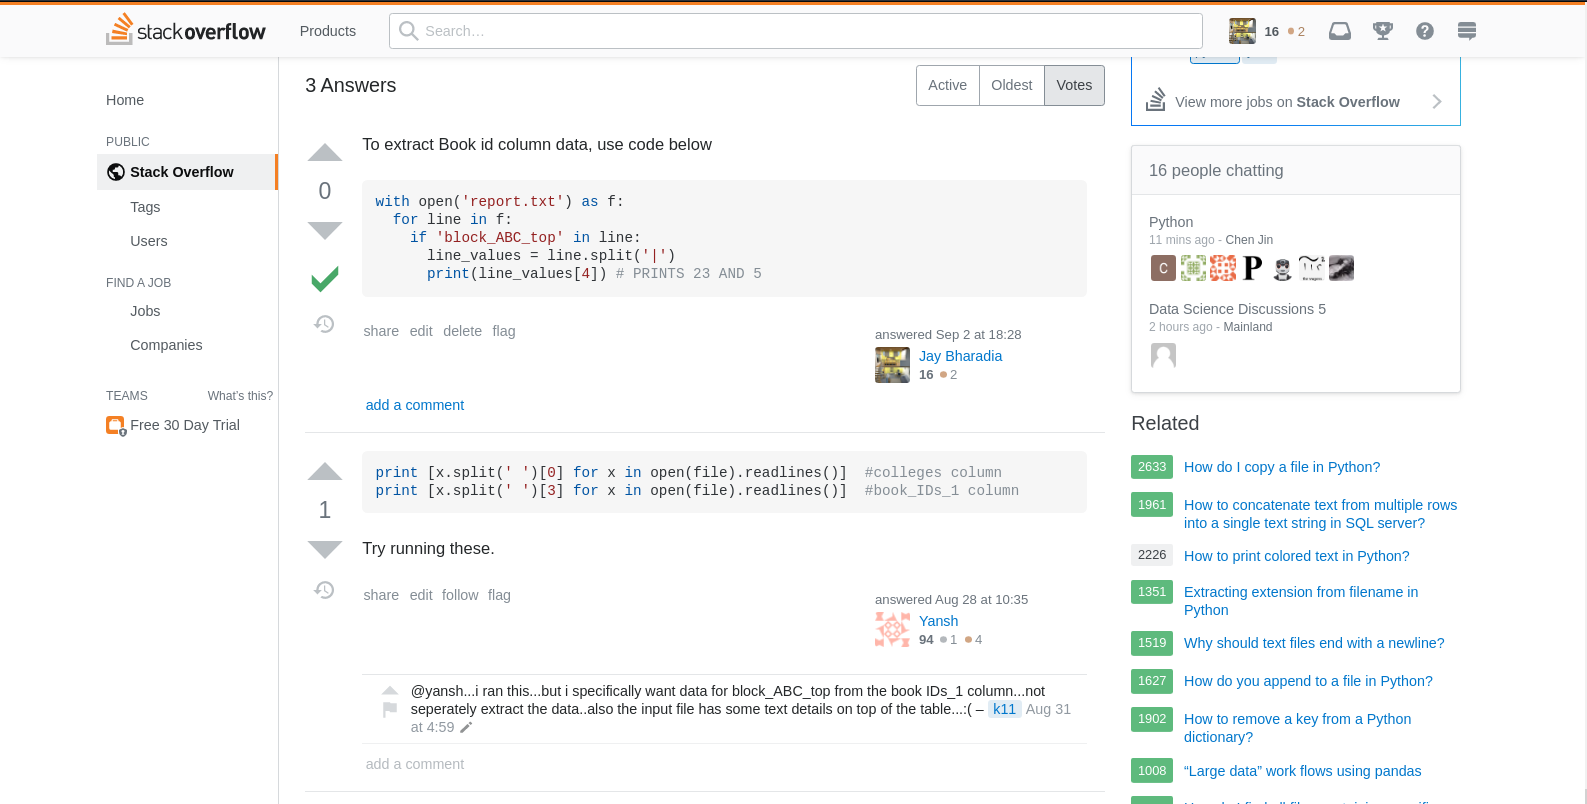 stackoverflow
Products
Search...
16
2
Home
PUBLIC
Stack Overflow
Tags
Users
FIND A JOB
Jobs
Companies
TEAMS
What's this?
Free 30 Day Trial
3 Answers
Active
Oldest
Votes
0
To extract Book id column data, use code below
with open('report.txt') as f:
for line in f:
if 'block_ABC_top' in line:
line_values = line.split('|')
print(line_values[4]) # PRINTS 23 AND 5
share edit delete flag
answered Sep 2 at 18:28
Jay Bharadia
16
2
add a comment
1
print [x.split(' ')[0] for x in open(file).readlines()] #colleges column
print [x.split(' ')[3] for x in open(file).readlines()] #book_IDs_1 column
Try running these.
share edit follow flag
answered Aug 28 at 10:35
Yansh
94
1
4
@yansh...i ran this...but i specifically want data for block_ABC_top from the book IDs_1 column...not
seperately extract the data..also the input file has some text details on top of the table...:( – k11 Aug 31
at 4:59
add a comment
View more jobs on Stack Overflow
16 people chatting
Python
11 mins ago - Chen Jin
C
P
Data Science Discussions 5
2 hours ago - Mainland
Related
2633
How do I copy a file in Python?
1961
How to concatenate text from multiple rows
into a single text string in SQL server?
2226
How to print colored text in Python?
1351
Extracting extension from filename in
Python
1519
Why should text files end with a newline?
1627
How do you append to a file in Python?
1902
How to remove a key from a Python
dictionary?
1008
“Large data” work flows using pandas